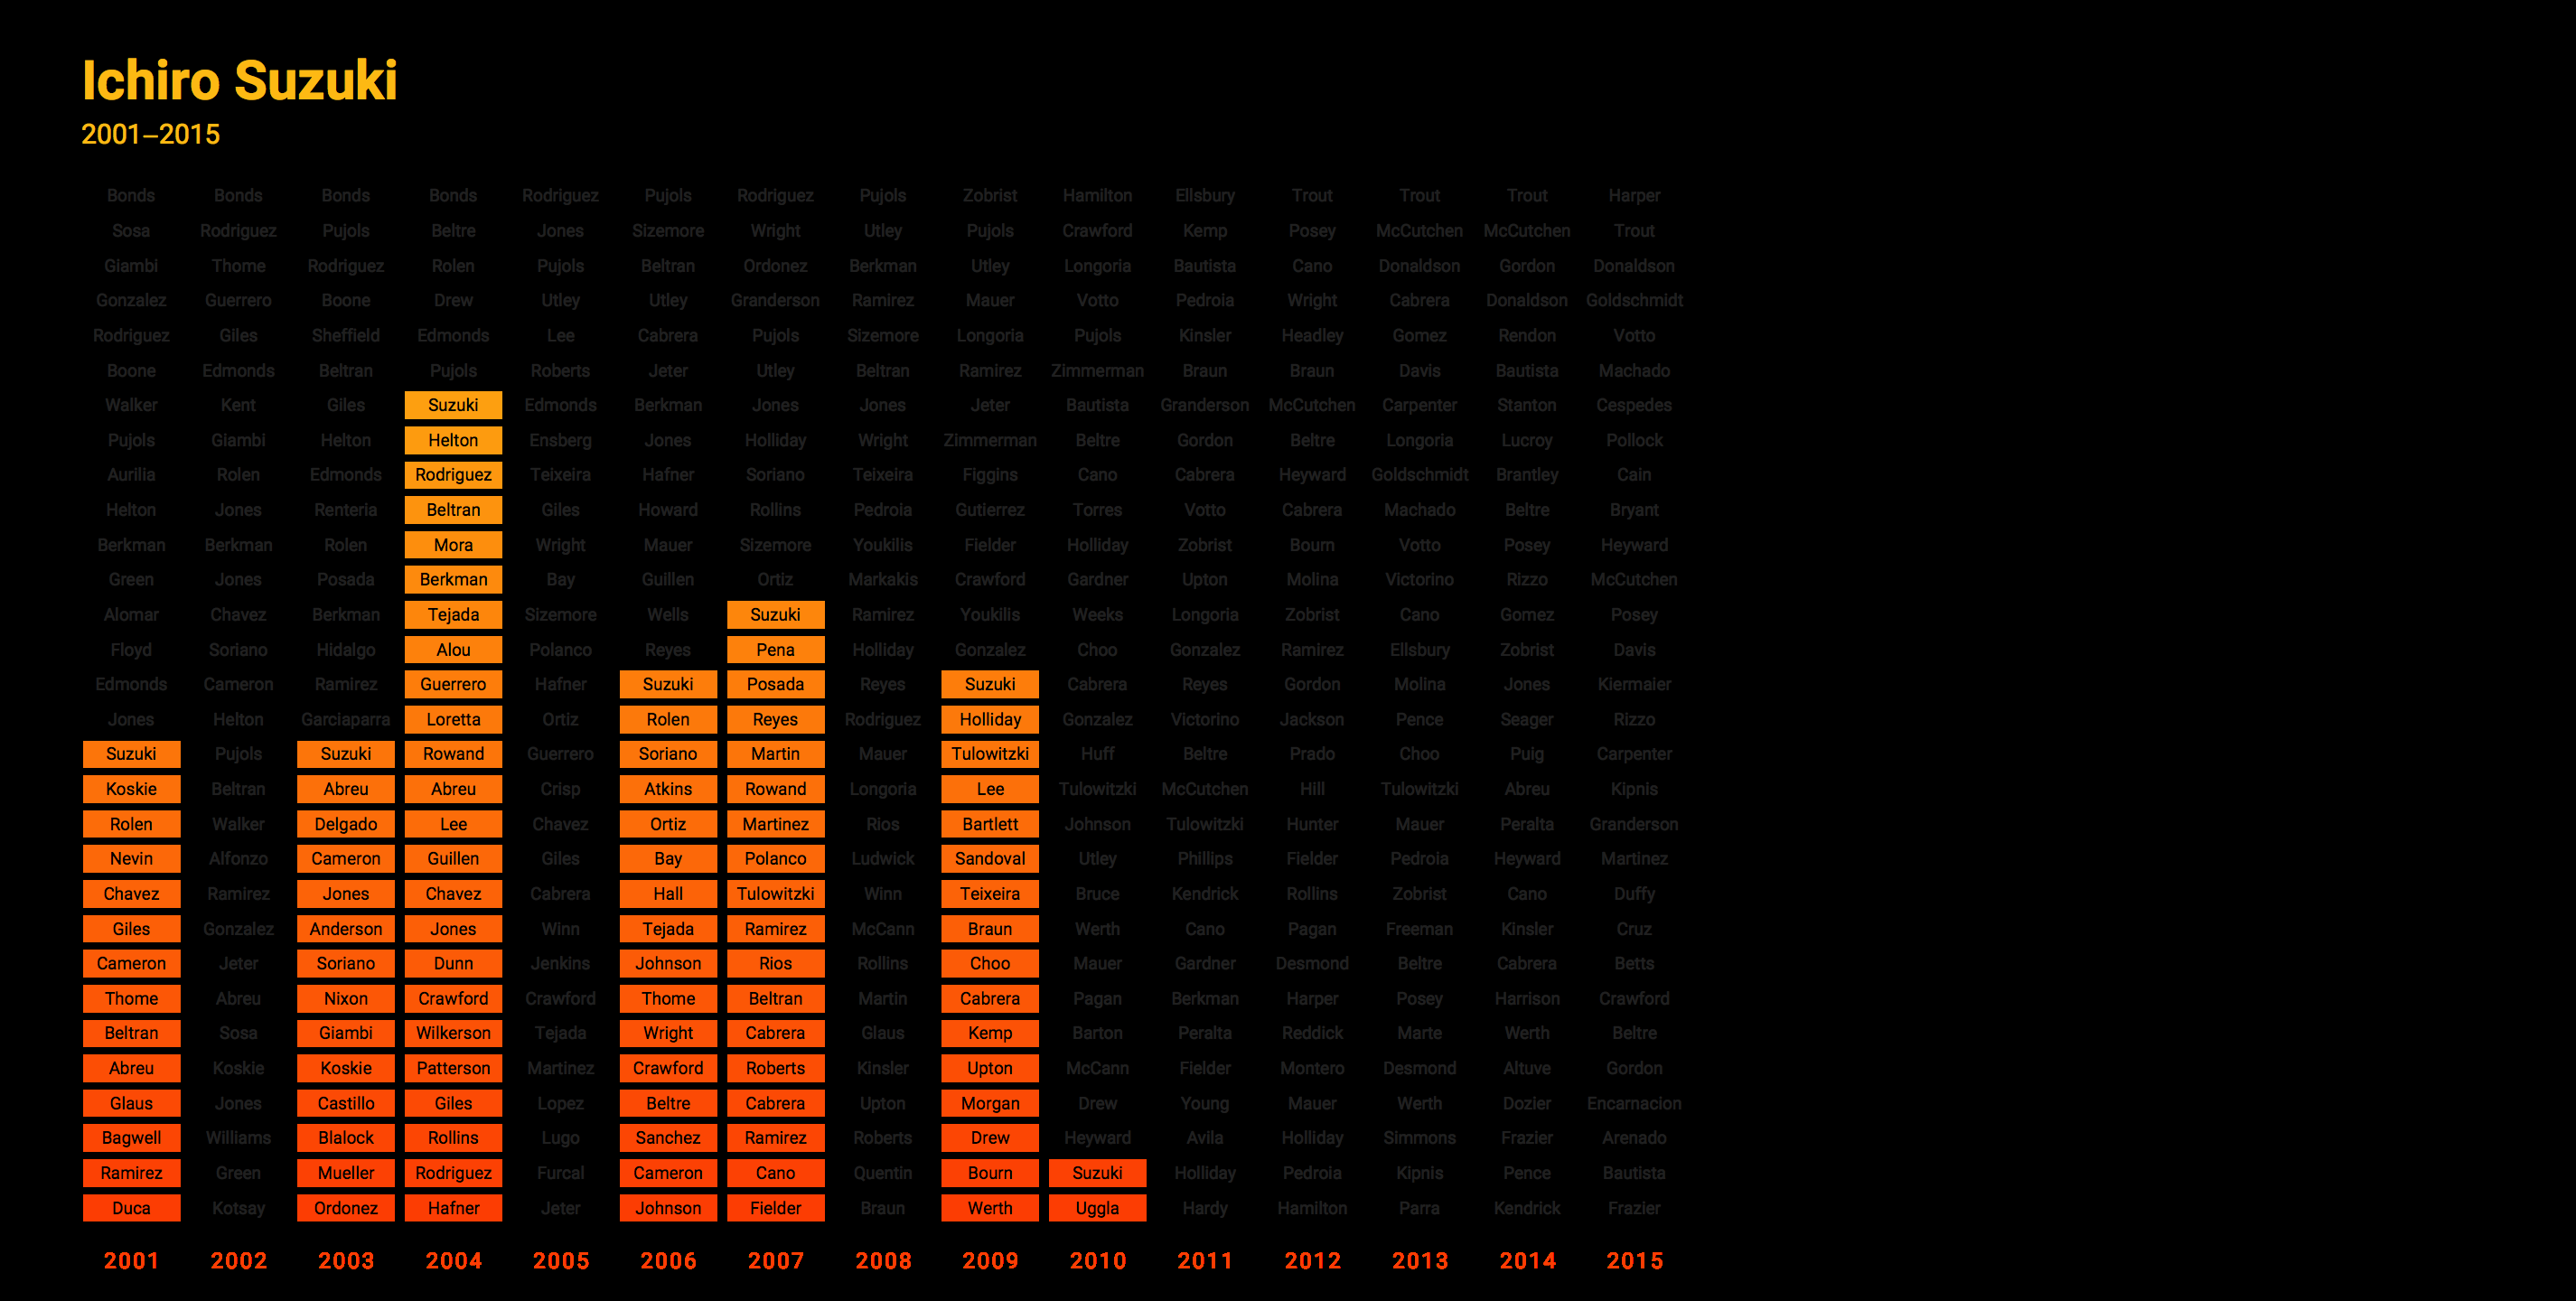 Ichiro Suzuki
2001–2015
Bonds Bonds Bonds Bonds Rodriguez Pujols Rodriguez Pujols Zobrist Hamilton Ellsbury Trout Trout Trout Harper
Sosa Rodriguez Pujols Beltre Jones Sizemore Wright Utley Pujols Crawford Kemp Posey McCutchen McCutchen Trout
Giambi Thome Rodriguez Rolen Pujols Beltran Ordonez Berkman Utley Longoria Bautista Cano Donaldson Gordon Donaldson
Gonzalez Guerrero Boone Drew Utley Utley Granderson Ramirez Mauer Votto Pedroia Wright Cabrera Donaldson Goldschmidt
Rodriguez Giles Sheffield Edmonds Lee Cabrera Pujols Sizemore Longoria Pujols Kinsler Headley Gomez Rendon Votto
Boone Edmonds Beltran Pujols Roberts Jeter Utley Beltran Ramirez Zimmerman Braun Braun Davis Bautista Machado
Walker Kent Giles Suzuki Edmonds Berkman Jones Jones Jeter Bautista Granderson McCutchen Carpenter Stanton Cespedes
Pujols Giambi Helton Helton Ensberg Jones Holliday Wright Zimmerman Beltre Gordon Beltre Longoria Lucroy Pollock
Aurilia Rolen Edmonds Rodriguez Teixeira Hafner Soriano Teixeira Figgins Cano Cabrera Heyward Goldschmidt Brantley Cain
Helton Jones Renteria Beltran Giles Howard Rollins Pedroia Gutierrez Torres Votto Cabrera Machado Beltre Bryant
Berkman Berkman Rolen Mora Wright Mauer Sizemore Youkilis Fielder Holliday Zobrist Bourn Votto Posey Heyward
Green Jones Posada Berkman Bay Guillen Ortiz Markakis Crawford Gardner Upton Molina Victorino Rizzo McCutchen
Alomar Chavez Berkman Tejada Sizemore Wells Suzuki Ramirez Youkilis Weeks Longoria Zobrist Cano Gomez Posey
Floyd Soriano Hidalgo Alou Polanco Reyes Pena Holliday Gonzalez Choo Gonzalez Ramirez Ellsbury Zobrist Davis
Edmonds Cameron Ramirez Guerrero Hafner Suzuki Posada Reyes Suzuki Cabrera Reyes Gordon Molina Jones Kiermaier
Jones Helton Garciaparra Loretta Ortiz Rolen Reyes Rodriguez Holliday Gonzalez Victorino Jackson Pence Seager Rizzo
Suzuki Pujols Suzuki Rowand Guerrero Soriano Martin Mauer Tulowitzki Huff Beltre Prado Choo Puig Carpenter
Koskie Beltran Abreu Abreu Crisp Atkins Rowand Longoria Lee Tulowitzki McCutchen Hill Tulowitzki Abreu Kipnis
Rolen Walker Delgado Lee Chavez Ortiz Martinez Rios Bartlett Johnson Tulowitzki Hunter Mauer Peralta Granderson
Nevin Alfonzo Cameron Guillen Giles Bay Polanco Ludwick Sandoval Utley Phillips Fielder Pedroia Heyward Martinez
Chavez Ramirez Jones Chavez Cabrera Hall Tulowitzki Winn Teixeira Bruce Kendrick Rollins Zobrist Cano Duffy
Giles Gonzalez Anderson Jones Winn Tejada Ramirez McCann Braun Werth Cano Pagan Freeman Kinsler Cruz
Cameron Jeter Soriano Dunn Jenkins Johnson Rios Rollins Choo Mauer Gardner Desmond Beltre Cabrera Betts
Thome Abreu Nixon Crawford Crawford Thome Beltran Martin Cabrera Pagan Berkman Harper Posey Harrison Crawford
Beltran Sosa Giambi Wilkerson Tejada Wright Cabrera Glaus Kemp Barton Peralta Reddick Marte Werth Beltre
Abreu Koskie Koskie Patterson Martinez Crawford Roberts Kinsler Upton McCann Fielder Montero Desmond Altuve Gordon
Glaus Jones Castillo Giles Lopez Beltre Cabrera Upton Morgan Drew Young Mauer Werth Dozier Encarnacion
Bagwell Williams Blalock Rollins Lugo Sanchez Ramirez Roberts Drew Heyward Avila Holliday Simmons Frazier Arenado
Ramirez Green Mueller Rodriguez Furcal Cameron Cano Quentin Bourn Suzuki Holliday Pedroia Kipnis Pence Bautista
Duca Kotsay Ordonez Hafner Jeter Johnson Fielder Braun Werth Uggla Hardy Hamilton Parra Kendrick Frazier
2001 2002 2003 2004 2005 2006 2007 2008 2009 2010 2011 2012 2013 2014 2015